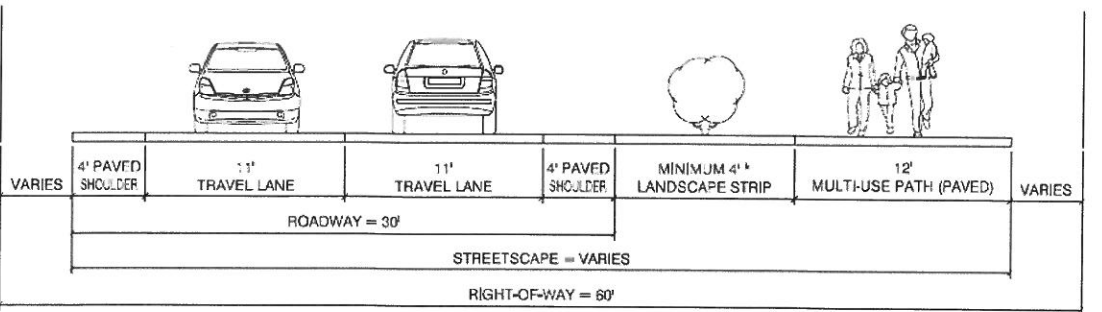 VARIES
4' PAVED
SHOULDER
11'
TRAVEL LANE
11'
TRAVEL LANE
4' PAVED
SHOULDER
MINIMUM 4' *
LANDSCAPE STRIP
12'
MULTI-USE PATH (PAVED)
VARIES
ROADWAY = 30'
STREETSCAPE = VARIES
RIGHT-OF-WAY = 60'